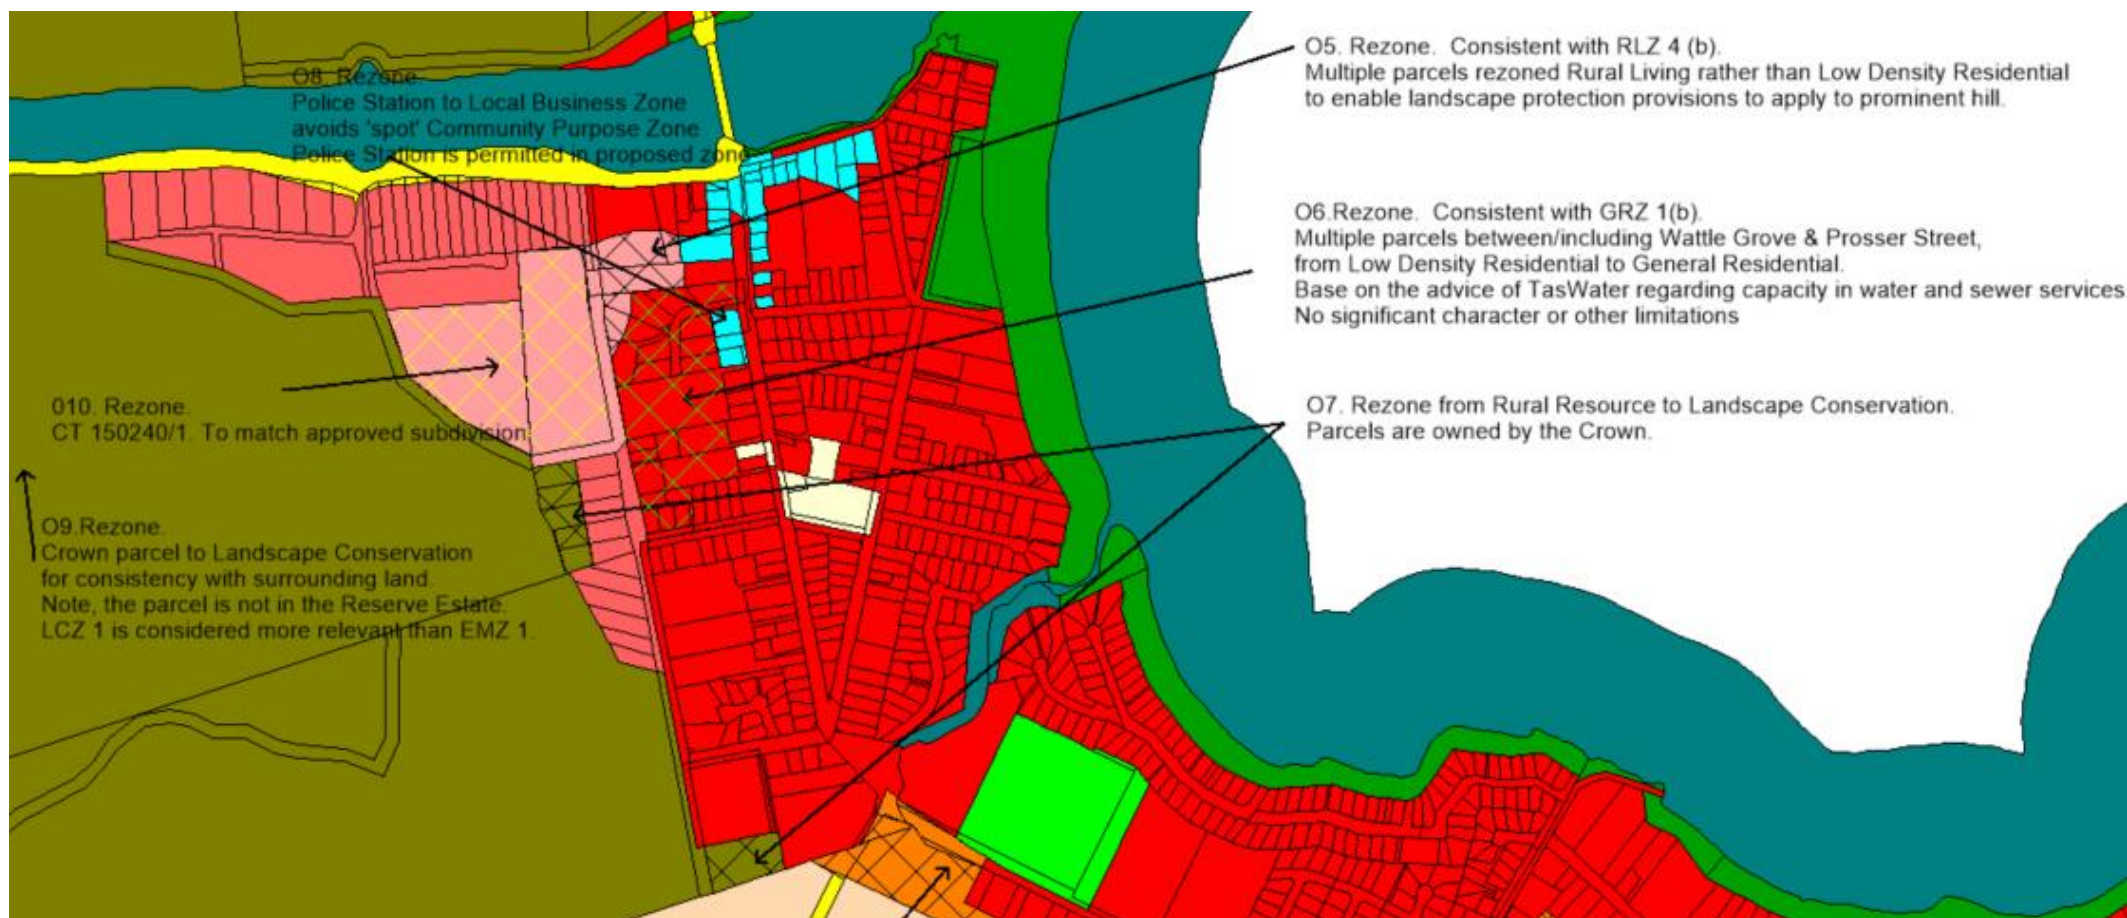 O8. Rezone.
Police Station to Local Business Zone
avoids 'spot' Community Purpose Zone
Police Station is permitted in proposed zone
O5. Rezone. Consistent with RLZ 4 (b).
Multiple parcels rezoned Rural Living rather than Low Density Residential
to enable landscape protection provisions to apply to prominent hill.
O6.Rezone. Consistent with GRZ 1(b).
Multiple parcels between/including Wattle Grove & Prosser Street,
from Low Density Residential to General Residential.
Base on the advice of TasWater regarding capacity in water and sewer services
No significant character or other limitations
O7. Rezone from Rural Resource to Landscape Conservation.
Parcels are owned by the Crown.
010. Rezone.
CT 150240/1. To match approved subdivision
O9.Rezone.
Crown parcel to Landscape Conservation
for consistency with surrounding land.
Note, the parcel is not in the Reserve Estate.
LCZ 1 is considered more relevant than EMZ 1.